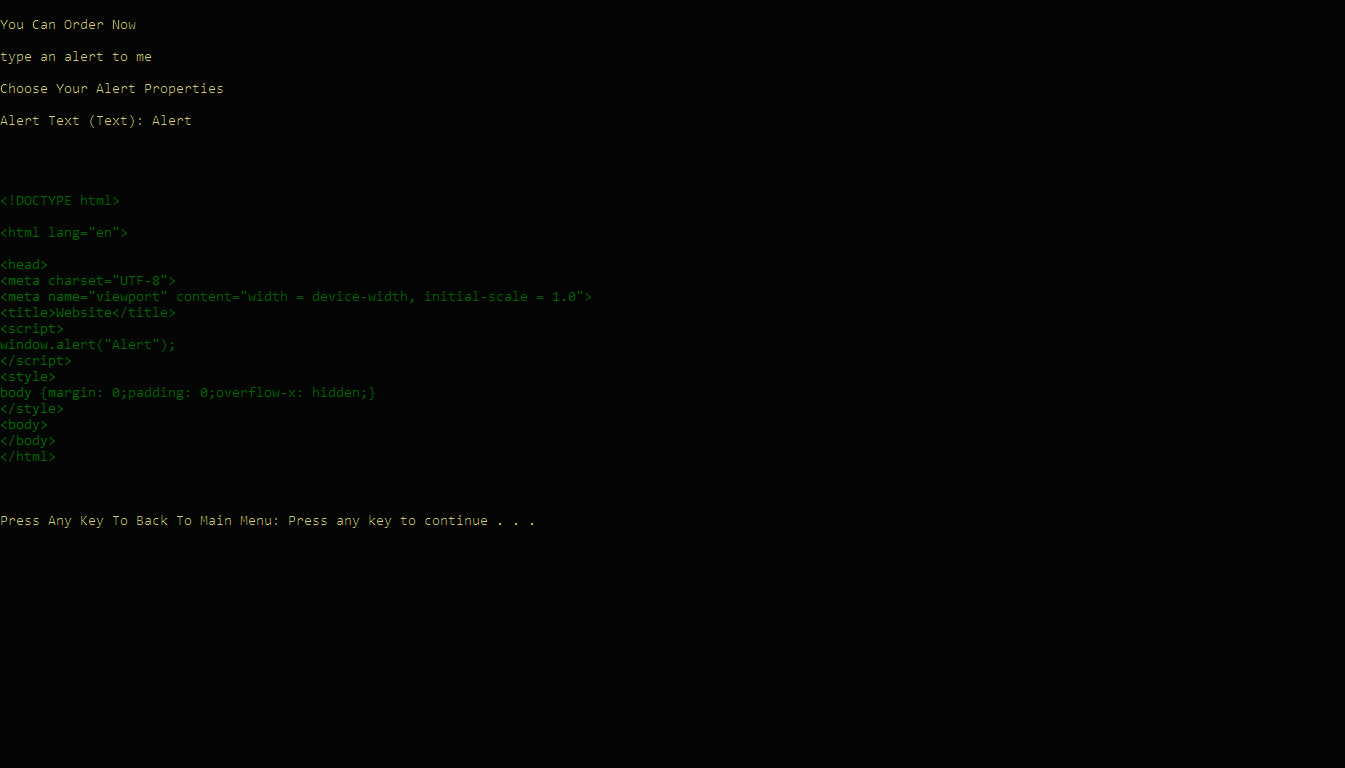 You Can Order Now
type an alert to me
Choose Your Alert Properties
Alert Text (Text): Alert
<!DOCTYPE html>
<html lang="en">
<head>
<meta charset="UTF-8">
<meta name="viewport" content="width = device-width, initial-scale = 1.0">
<title>Website</title>
<script>
window.alert("Alert");
</script>
<style>
body {margin: 0;padding: 0;overflow-x: hidden;}
</style>
<body>
</body>
</html>
Press Any Key To Back To Main Menu: Press any key to continue . . .